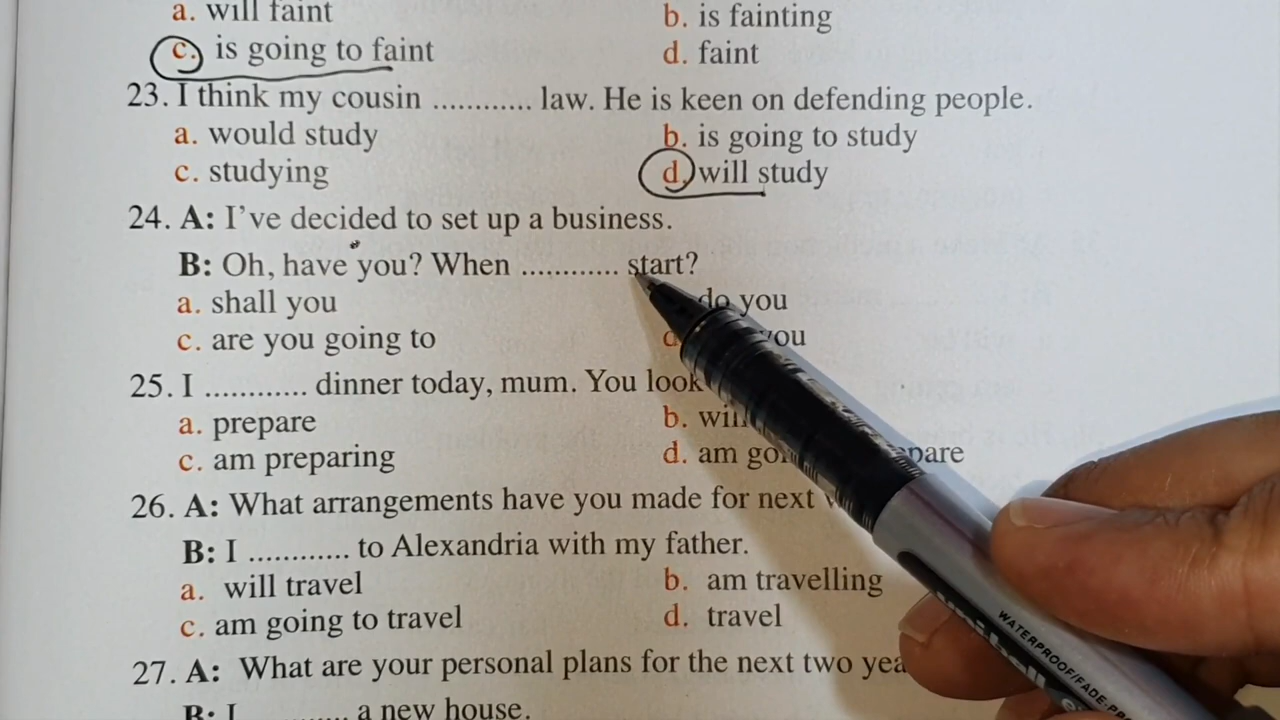 a. will faint b. is fainting
c. is going to faint d. faint
23. I think my cousin ............ law. He is keen on defending people.
a. would study b. is going to study
c. studying d. will study
24. A: I've decided to set up a business.
B: Oh, have you? When ............ start?
a. shall you do you
c. are you going to d you
25. I ............ dinner today, mum. You look
a. prepare b.
c. am preparing d. am
26. A: What arrangements have you made for next
B: I ............ to Alexandria with my father.
a. will travel b. am travelling
c. am going to travel d. travel
27. A: What are your personal plans for the next two
B: I ............ a new house.
WATERPROOF/FADE-PR